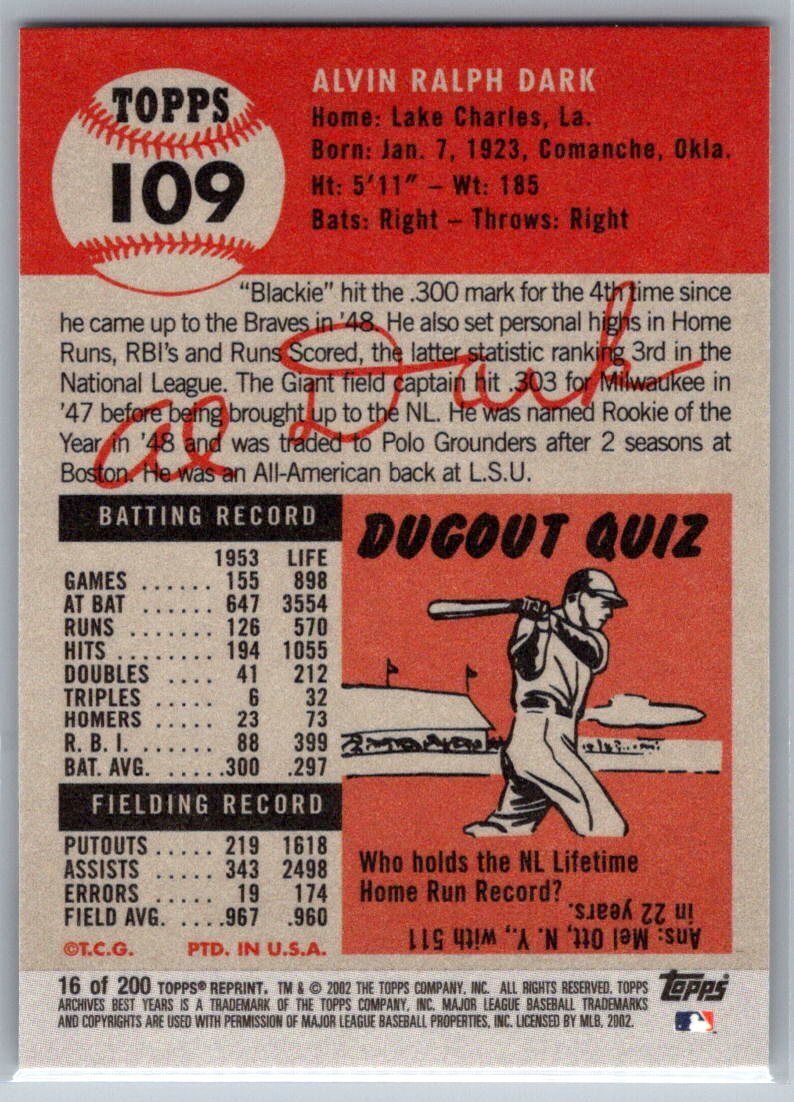 TOPPS
109
ALVIN RALPH DARK
Home: Lake Charles, La.
Born: Jan. 7, 1923, Comanche, Okla.
Ht: 5'11" – Wt: 185
Bats: Right – Throws: Right
"Blackie" hit the .300 mark for the 4th time since
he came up to the Braves in '48. He also set personal highs in Home
Runs, RBI's and Runs Scored, the latter statistic ranking 3rd in the
National League. The Giant field captain hit .303 for Milwaukee in
'47 before being brought up to the NL. He was named Rookie of the
Year in '48 and was traded to Polo Grounders after 2 seasons at
Boston. He was an All-American back at L.S.U.
Al Dark
BATTING RECORD
1953 LIFE
GAMES ...... 155 898
AT BAT ...... 647 3554
RUNS ....... 126 570
HITS ........ 194 1055
DOUBLES .... 41 212
TRIPLES ..... 6 32
HOMERS .... 23 73
R. B. I. ...... 88 399
BAT. AVG. .....300 .297
FIELDING RECORD
PUTOUTS ..... 219 1618
ASSISTS ..... 343 2498
ERRORS ..... 19 174
FIELD AVG. ....967 .960
©T.C.G. PTD. IN U.S.A.
DUGOUT QUIZ
Who holds the NL Lifetime
Home Run Record?
Ans: Mel Ott, N. Y., with 511
in 22 years.
16 of 200 TOPPS® REPRINT. TM & © 2002 THE TOPPS COMPANY, INC. ALL RIGHTS RESERVED. TOPPS
ARCHIVES BEST YEARS IS A TRADEMARK OF THE TOPPS COMPANY, INC. MAJOR LEAGUE BASEBALL TRADEMARKS
AND COPYRIGHTS ARE USED WITH PERMISSION OF MAJOR LEAGUE BASEBALL PROPERTIES, INC. LICENSED BY MLB, 2002.
Topps